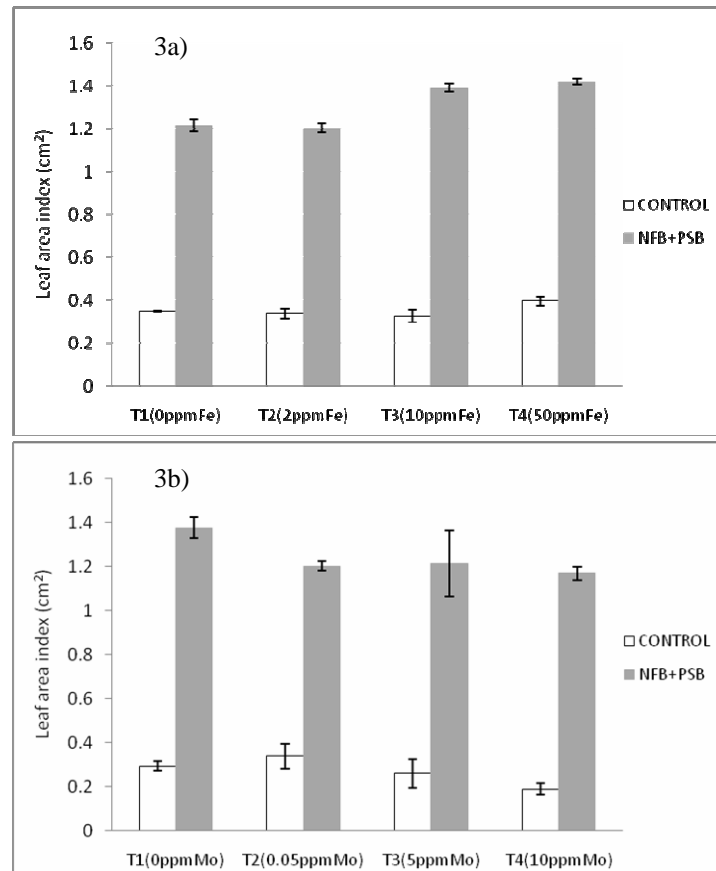 3a)
1.6
1.4
1.2
1
0.8
0.6
0.4
0.2
0
Leaf area index (cm²)
CONTROL
NFB+PSB
T1(0ppmFe) T2(2ppmFe) T3(10ppmFe) T4(50ppmFe)
3b)
1.6
1.4
1.2
1
0.8
0.6
0.4
0.2
0
Leaf area index (cm²)
CONTROL
NFB+PSB
T1(0ppmMo) T2(0.05ppmMo) T3(5ppmMo) T4(10ppmMo)